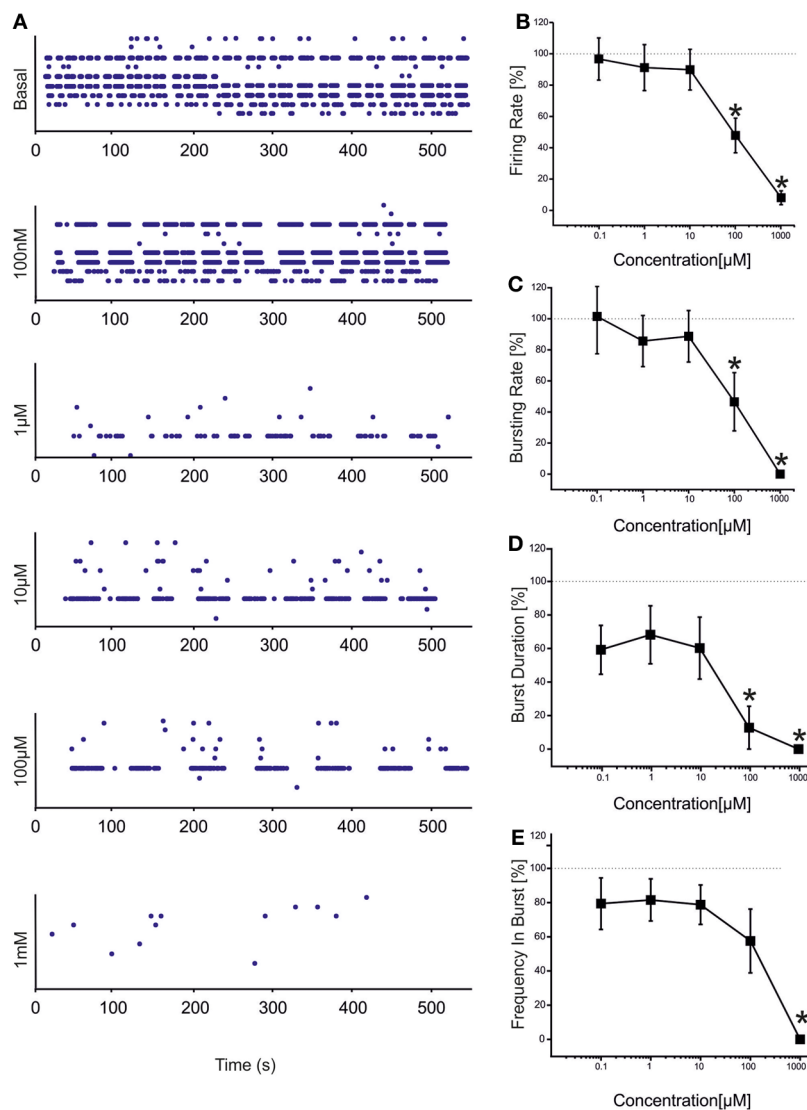 A
Basal
0 100 200 300 400 500
100nM
0 100 200 300 400 500
1µM
0 100 200 300 400 500
10µM
0 100 200 300 400 500
100µM
0 100 200 300 400 500
1mM
0 100 200 300 400 500
Time (s)
B
Firing Rate [%]
120
100
80
60
40
20
0
* *
0.1 1 10 100 1000
Concentration[µM]
C
Bursting Rate [%]
120
100
80
60
40
20
0
* *
0.1 1 10 100 1000
Concentration[µM]
D
Burst Duration [%]
120
100
80
60
40
20
0
* *
0.1 1 10 100 1000
Concentration[µM]
E
Frequency In Burst [%]
120
100
80
60
40
20
0
*
0.1 1 10 100 1000
Concentration[µM]